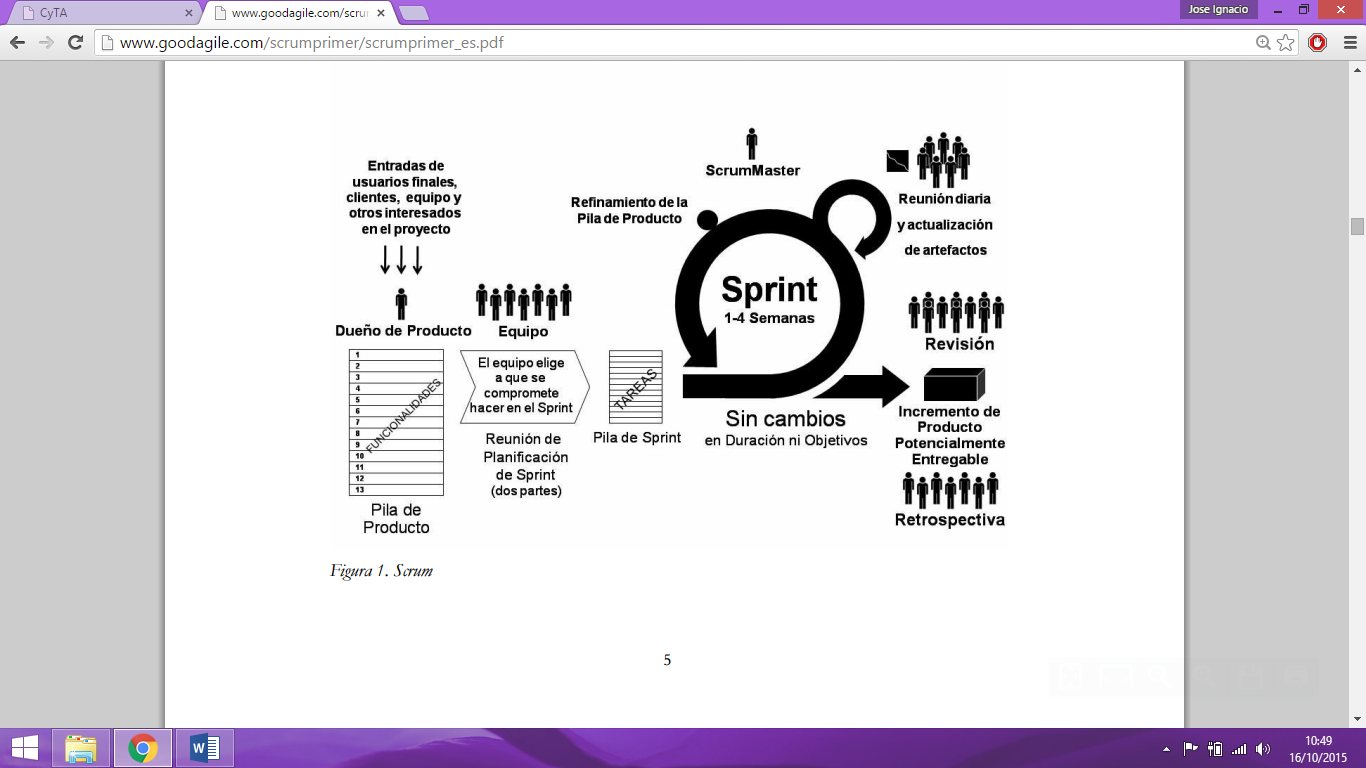 CyTA
www.goodagile.com/scru
Jose Ignacio
www.goodagile.com/scrumprimer/scrumprimer_es.pdf
Entradas de
usuarios finales,
clientes, equipo y
otros interesados
en el proyecto
Dueño de Producto
1
2
3
4
5
6
7
8
9
10
11
12
13
FUNCIONALIDADES
Pila de
Producto
Equipo
El equipo elige
a que se
compromete
hacer en el Sprint
Reunión de
Planificación
de Sprint
(dos partes)
TAREAS
Pila de Sprint
Refinamiento de la
Pila de Producto
ScrumMaster
Sprint
1-4 Semanas
Sin cambios
en Duración ni Objetivos
Reunión diaria
y actualización
de artefactos
Revisión
Incremento de
Producto
Potencialmente
Entregable
Retrospectiva
Figura 1. Scrum
5
10:49
16/10/2015